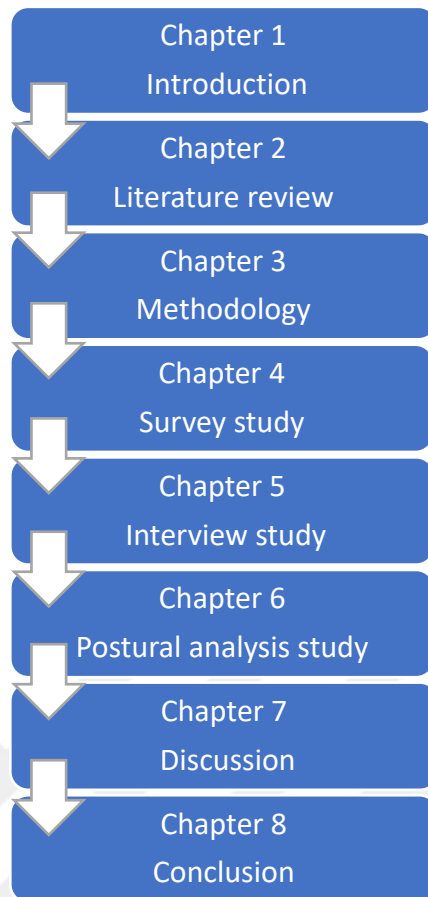 Chapter 1
Introduction
Chapter 2
Literature review
Chapter 3
Methodology
Chapter 4
Survey study
Chapter 5
Interview study
Chapter 6
Postural analysis study
Chapter 7
Discussion
Chapter 8
Conclusion